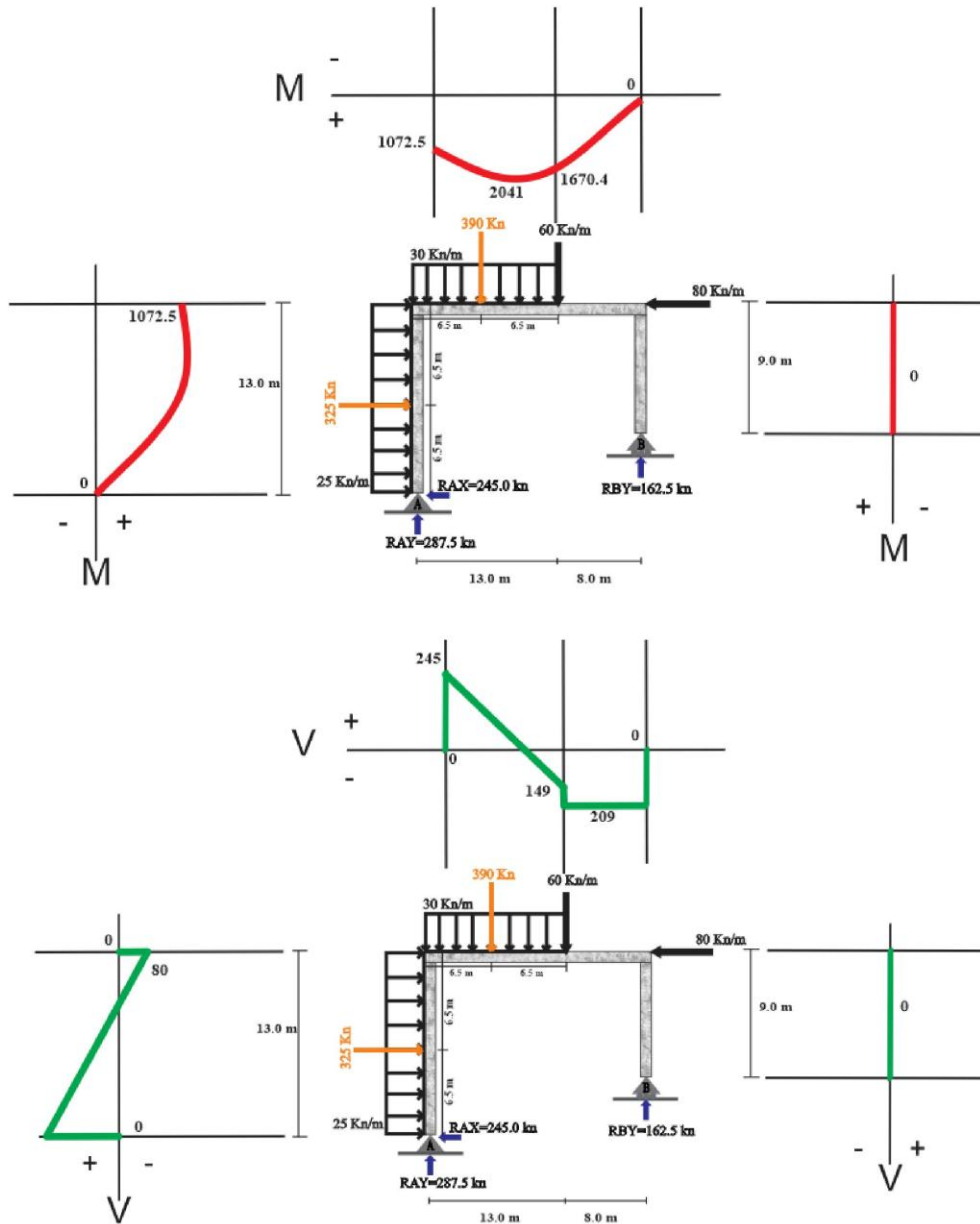 -
M
+
0
1072.5
2041
1670.4
390 Kn
60 Kn/m
30 Kn/m
80 Kn/m
6.5 m
6.5 m
1072.5
13.0 m
325 Kn
6.5 m
6.5 m
9.0 m
0
0
25 Kn/m
RAX=245.0 kn
A
B
RBY=162.5 kn
RAY=287.5 kn
- +
M
+ -
M
13.0 m
8.0 m
245
+
V
-
0
0
149
209
390 Kn
60 Kn/m
30 Kn/m
80 Kn/m
6.5 m
6.5 m
0
80
13.0 m
325 Kn
6.5 m
6.5 m
9.0 m
0
0
25 Kn/m
RAX=245.0 kn
A
B
RBY=162.5 kn
RAY=287.5 kn
+ -
V
- +
V
13.0 m
8.0 m